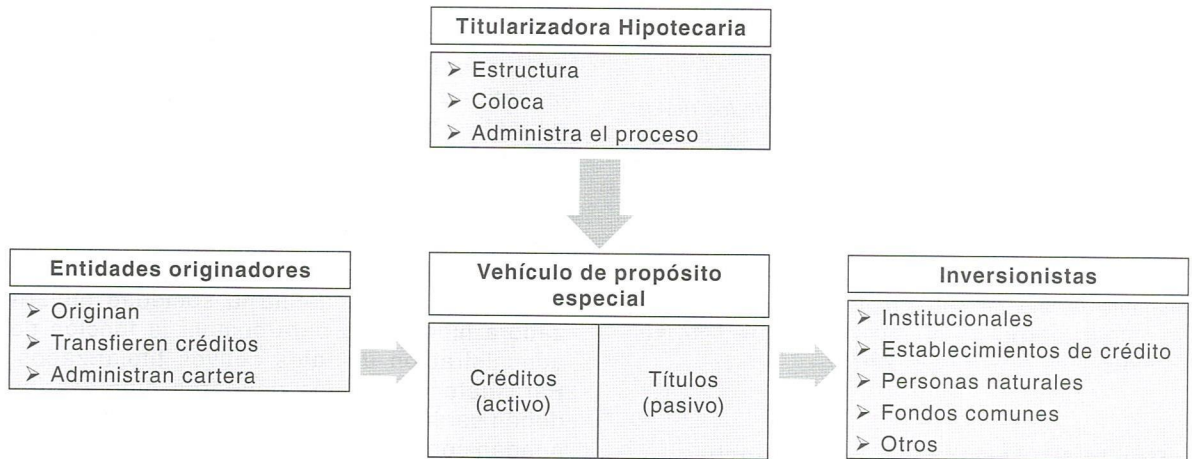 Titularizadora Hipotecaria
➢ Estructura
➢ Coloca
➢ Administra el proceso
Entidades originadores
➢ Originan
➢ Transfieren créditos
➢ Administran cartera
Vehículo de propósito
especial
Créditos
(activo)
Títulos
(pasivo)
Inversionistas
➢ Institucionales
➢ Establecimientos de crédito
➢ Personas naturales
➢ Fondos comunes
➢ Otros